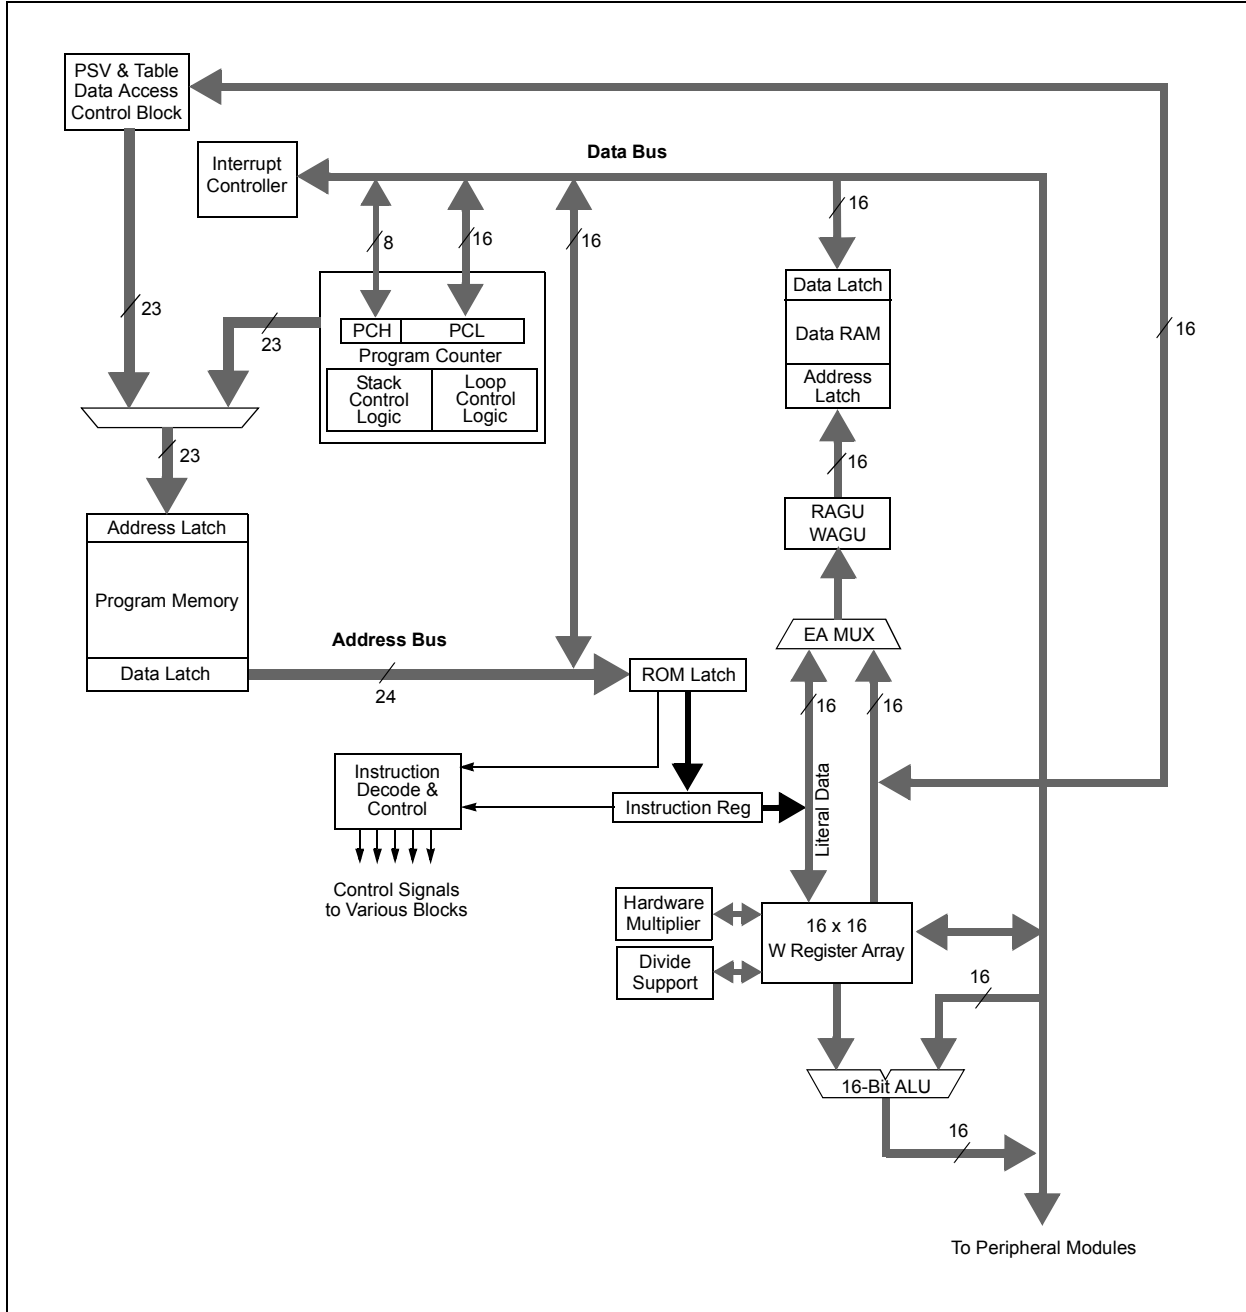 PSV & Table
Data Access
Control Block
Data Bus
Interrupt
Controller
16
8
16
16
Data Latch
23
23
16
PCH
PCL
Data RAM
Program Counter
Stack
Control
Logic
Loop
Control
Logic
Address
Latch
23
16
RAGU
WAGU
Address Latch
Program Memory
Address Bus
EA MUX
Data Latch
24
ROM Latch
16
16
Instruction
Decode &
Control
Instruction Reg
Literal Data
Control Signals
to Various Blocks
Hardware
Multiplier
16 x 16
W Register Array
Divide
Support
16
16-Bit ALU
16
To Peripheral Modules